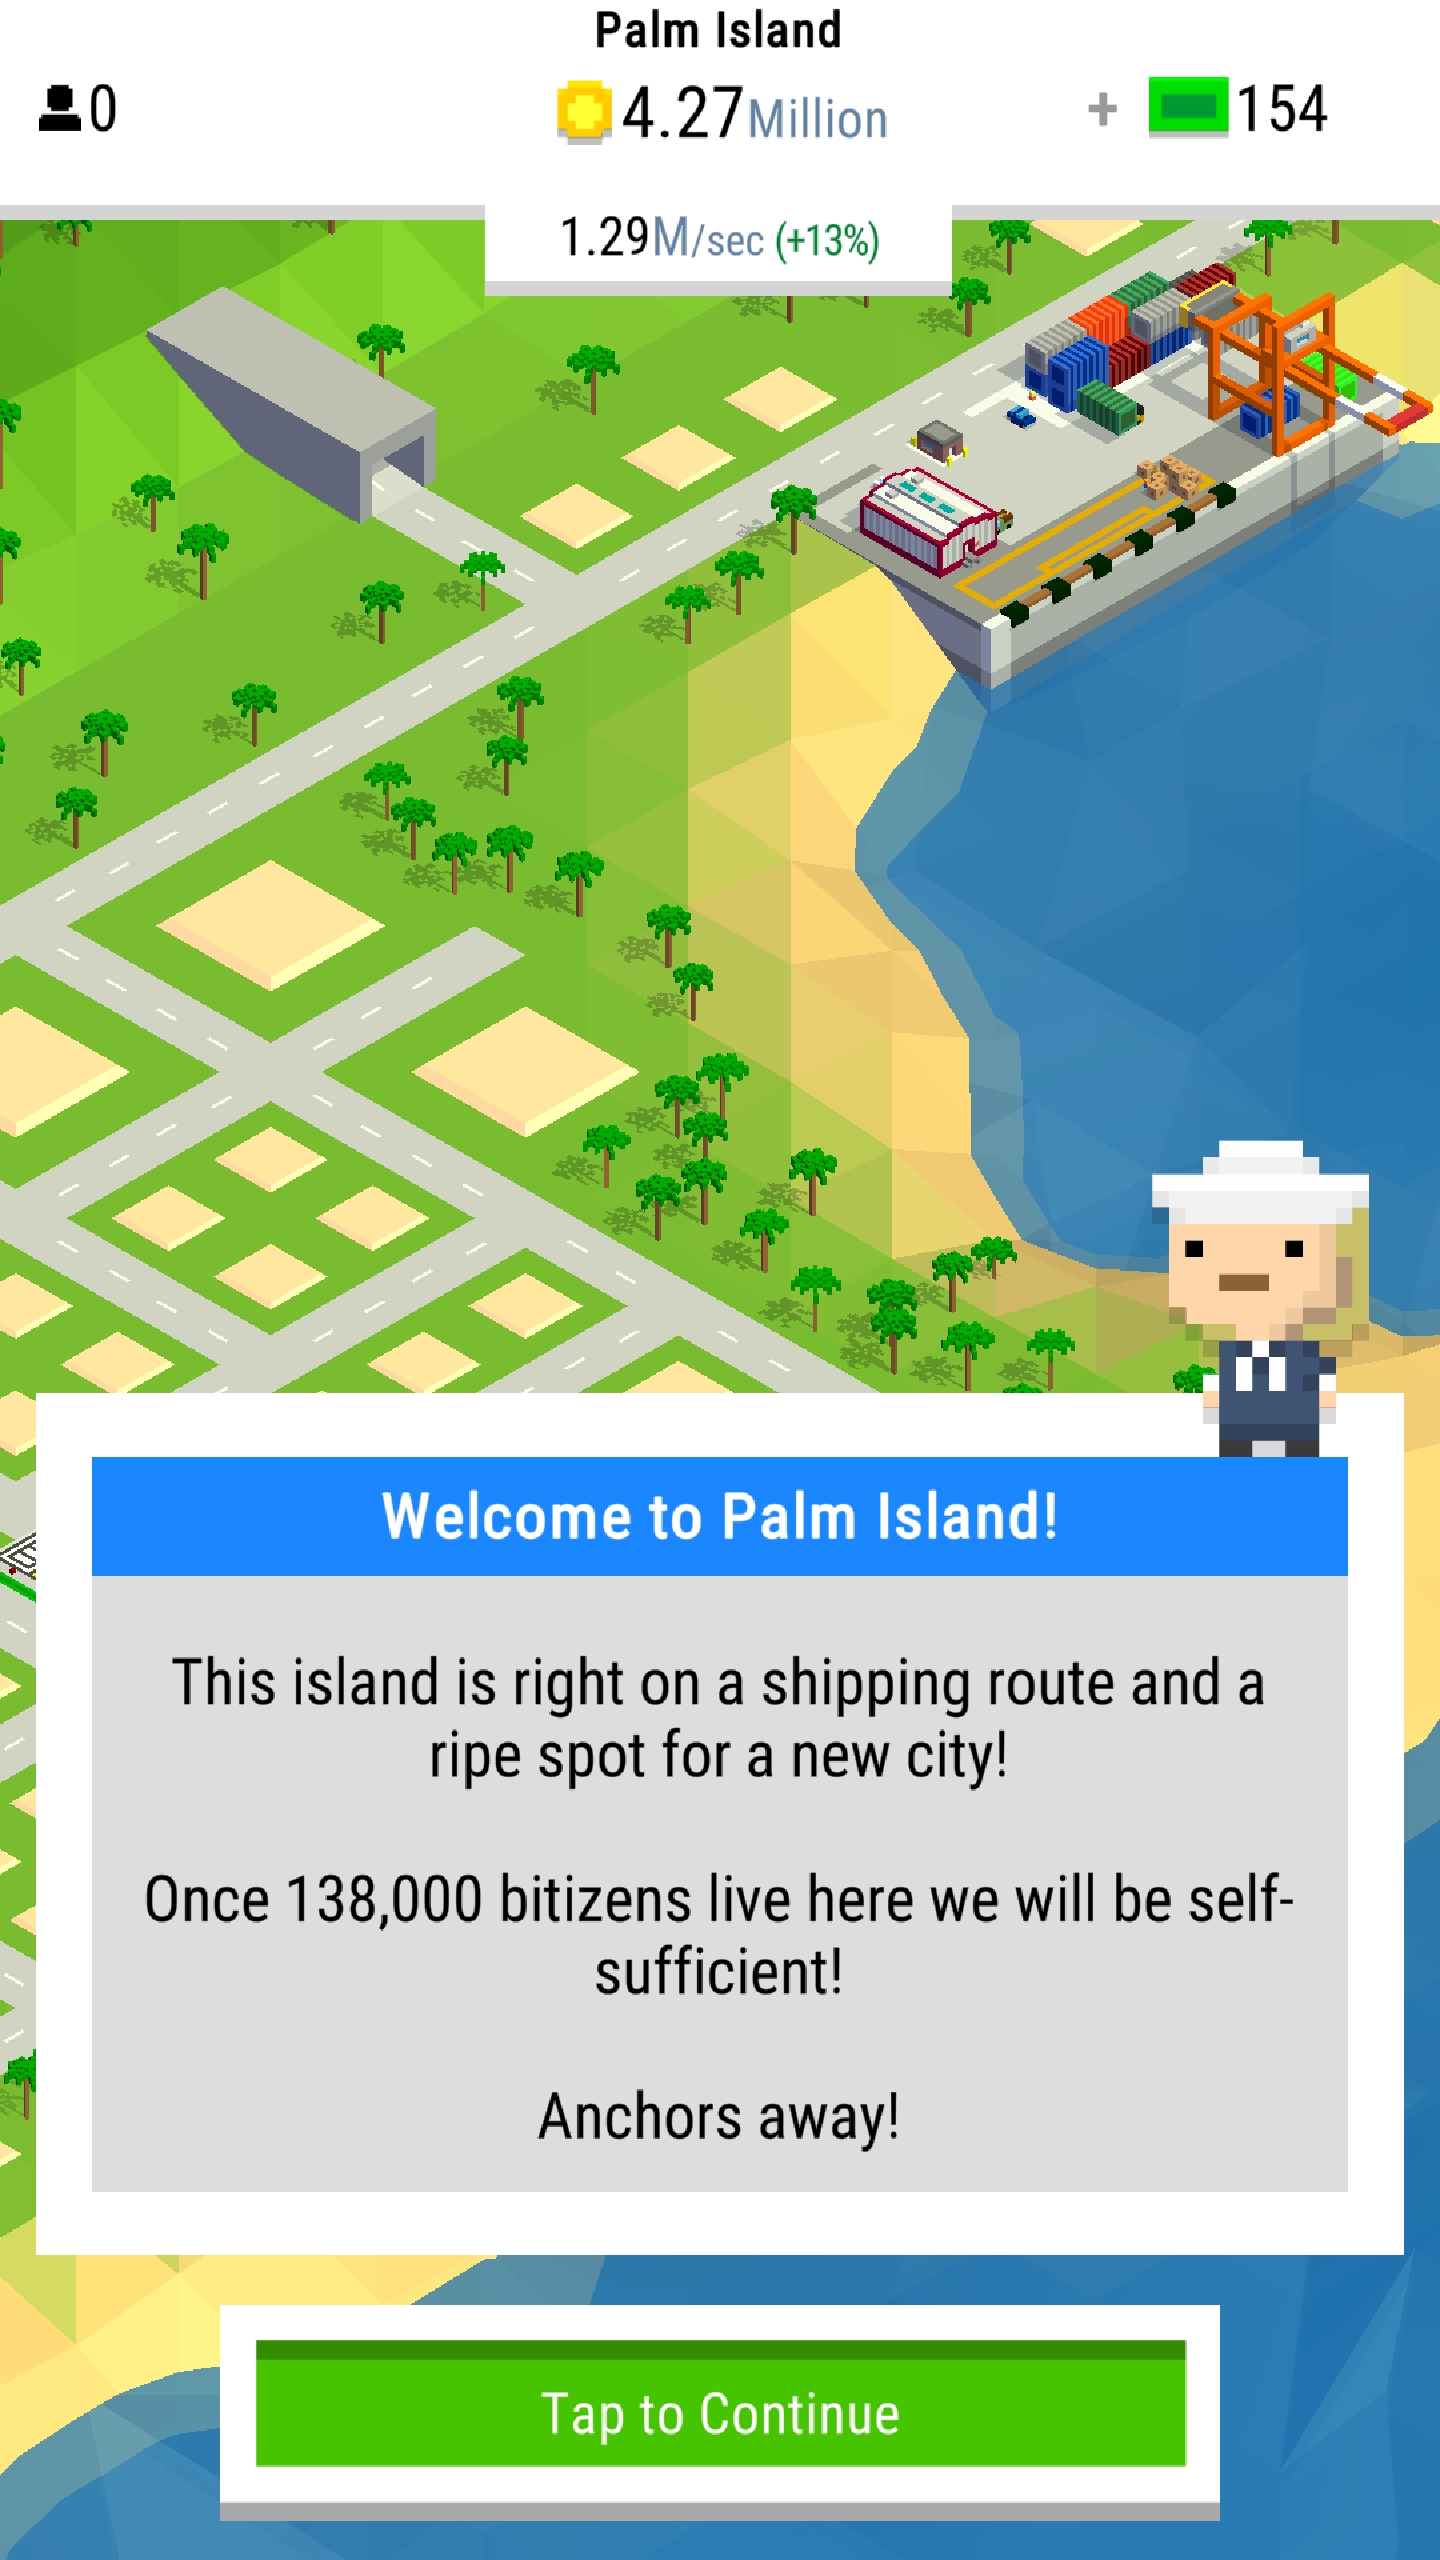 Palm Island
0
4.27Million
+ 154
1.29M/sec (+13%)
Welcome to Palm Island!
This island is right on a shipping route and a
ripe spot for a new city!
Once 138,000 bitizens live here we will be self-
sufficient!
Anchors away!
Tap to Continue